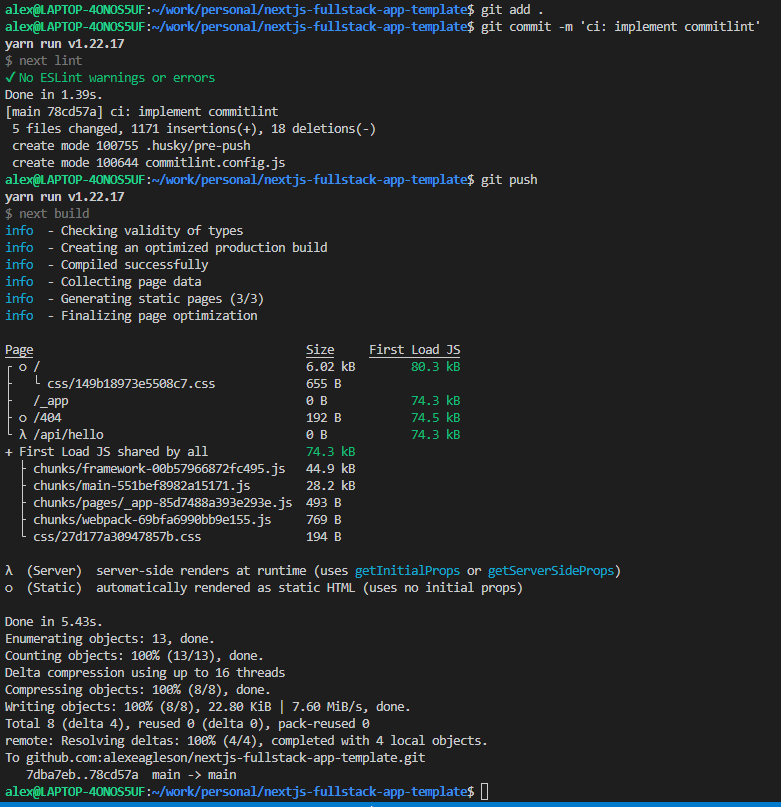 alex@LAPTOP-4ONOS5UF:~/work/personal/nextjs-fullstack-app-template$ git add .
alex@LAPTOP-4ONOS5UF:~/work/personal/nextjs-fullstack-app-template$ git commit -m 'ci: implement commitlint'
yarn run v1.22.17
$ next lint
✔ No ESLint warnings or errors
Done in 1.39s.
[main 78cd57a] ci: implement commitlint
 5 files changed, 1171 insertions(+), 18 deletions(-)
 create mode 100755 .husky/pre-push
 create mode 100644 commitlint.config.js
alex@LAPTOP-4ONOS5UF:~/work/personal/nextjs-fullstack-app-template$ git push
yarn run v1.22.17
$ next build
info  - Checking validity of types
info  - Creating an optimized production build
info  - Compiled successfully
info  - Collecting page data
info  - Generating static pages (3/3)
info  - Finalizing page optimization

Page                                       Size     First Load JS
┌ ○ /                                      6.02 kB        80.3 kB
├   └ css/149b18973e5508c7.css             655 B
├   /_app                                  0 B            74.3 kB
├ ○ /404                                   192 B          74.5 kB
└ λ /api/hello                             0 B            74.3 kB
+ First Load JS shared by all              74.3 kB
  ├ chunks/framework-00b57966872fc495.js   44.9 kB
  ├ chunks/main-551bef8982a15171.js        28.2 kB
  ├ chunks/pages/_app-85d7488a393e293e.js  493 B
  ├ chunks/webpack-69bfa6990bb9e155.js     769 B
  └ css/27d177a30947857b.css               194 B

λ  (Server)  server-side renders at runtime (uses getInitialProps or getServerSideProps)
○  (Static)  automatically rendered as static HTML (uses no initial props)

Done in 5.43s.
Enumerating objects: 13, done.
Counting objects: 100% (13/13), done.
Delta compression using up to 16 threads
Compressing objects: 100% (8/8), done.
Writing objects: 100% (8/8), 22.80 KiB | 7.60 MiB/s, done.
Total 8 (delta 4), reused 0 (delta 0), pack-reused 0
remote: Resolving deltas: 100% (4/4), completed with 4 local objects.
To github.com:alexeagleson/nextjs-fullstack-app-template.git
   7dba7eb..78cd57a  main -> main
alex@LAPTOP-4ONOS5UF:~/work/personal/nextjs-fullstack-app-template$